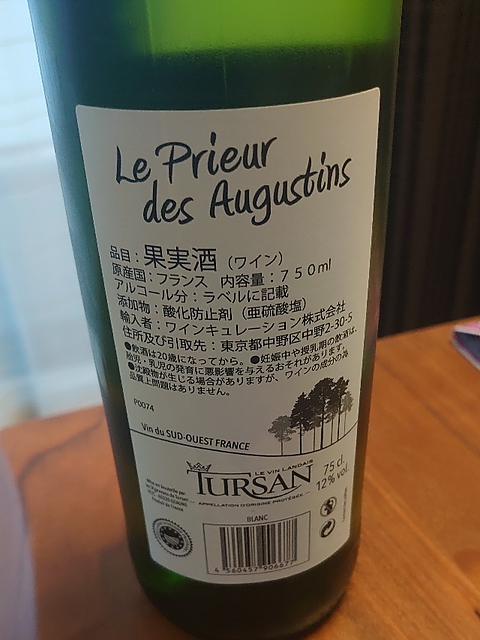 Le Prieur
des Augustins
品目：果実酒（ワイン）
原産国：フランス 内容量：７５０ml
アルコール分：ラベルに記載
添加物：酸化防止剤（亜硫酸塩）
輸入者：ワインキュレーション株式会社
住所及び引取先：東京都中野区中野2-30-5
●飲酒は20歳になってから。●妊娠中や授乳期の飲酒は、
胎児・乳児の発育に悪影響を与えるおそれがあります。
●沈殿物が生じる場合がありますが、ワインの成分の為
品質上問題はありません。
P0074
Vin du SUD-OUEST FRANCE
LE VIN LANDAIS
TURSAN
APPELLATION D'ORIGINE PROTÉGÉE
75 cl.
12% vol.
Mis en bouteille par
BLANC
4 560457 906677